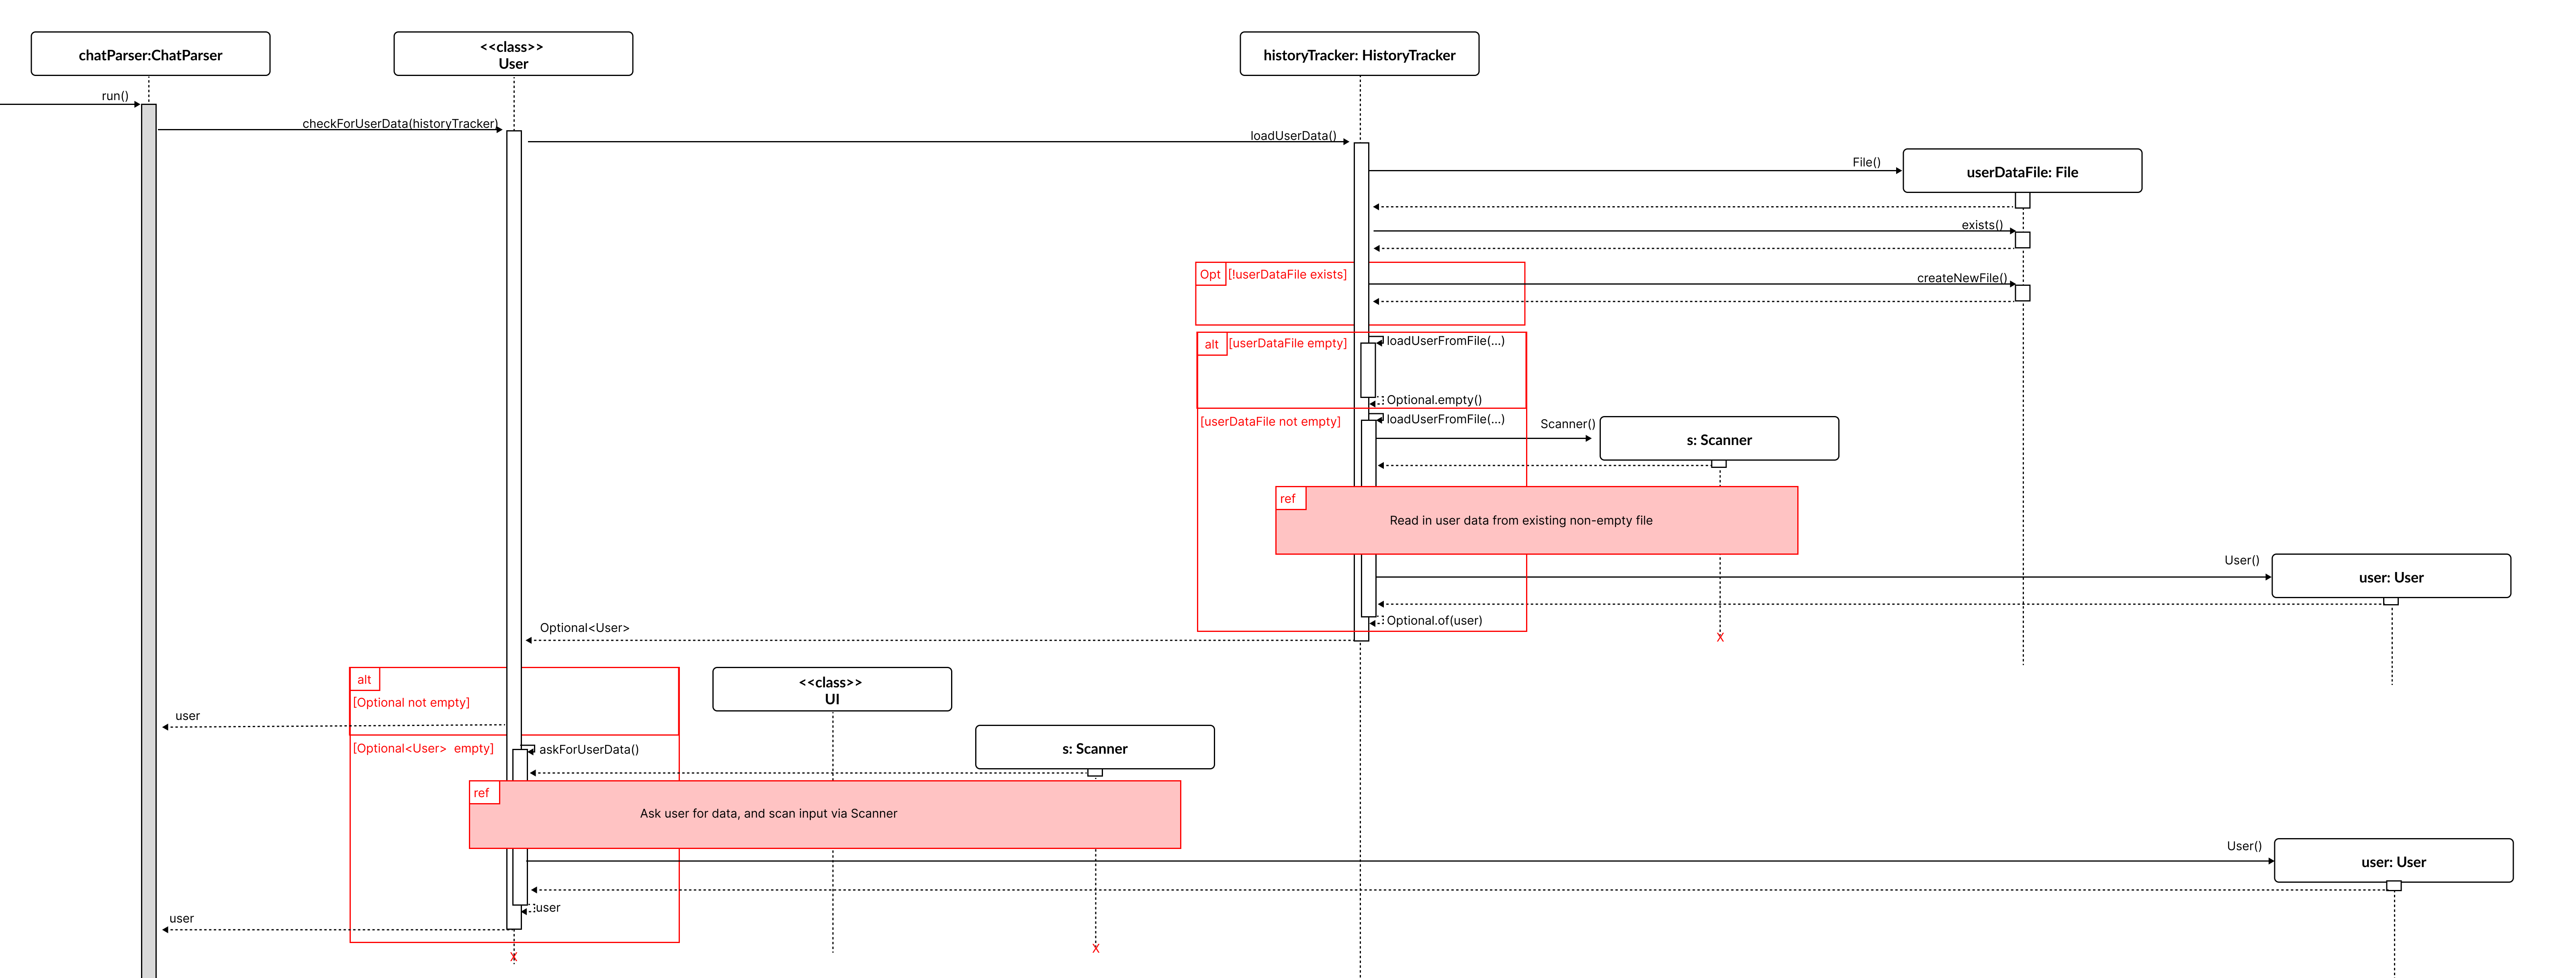 chatParser:ChatParser
<<class>>
User
historyTracker: HistoryTracker
run()
checkForUserData(historyTracker)
loadUserData()
File()
userDataFile: File
exists()
Opt
[!userDataFile exists]
createNewFile()
alt
[userDataFile empty]
loadUserFromFile(...)
Optional.empty()
[userDataFile not empty]
loadUserFromFile(...)
Scanner()
s: Scanner
ref
Read in user data from existing non-empty file
User()
user: User
Optional.of(user)
Optional<User>
X
alt
[Optional not empty]
<<class>>
UI
user
[Optional<User> empty]
askForUserData()
s: Scanner
ref
Ask user for data, and scan input via Scanner
User()
user: User
user
user
X
X